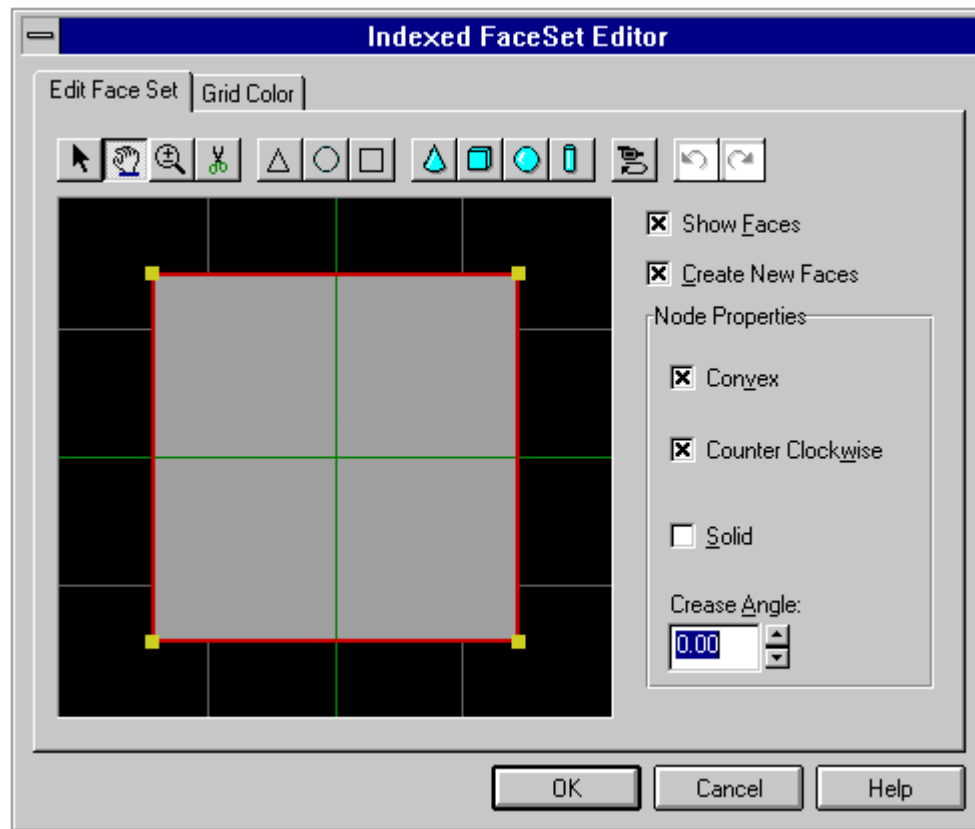 Indexed FaceSet Editor
Edit Face Set
Grid Color
Show Faces
Create New Faces
Node Properties
Convex
Counter Clockwise
Solid
Crease Angle:
0.00
OK
Cancel
Help